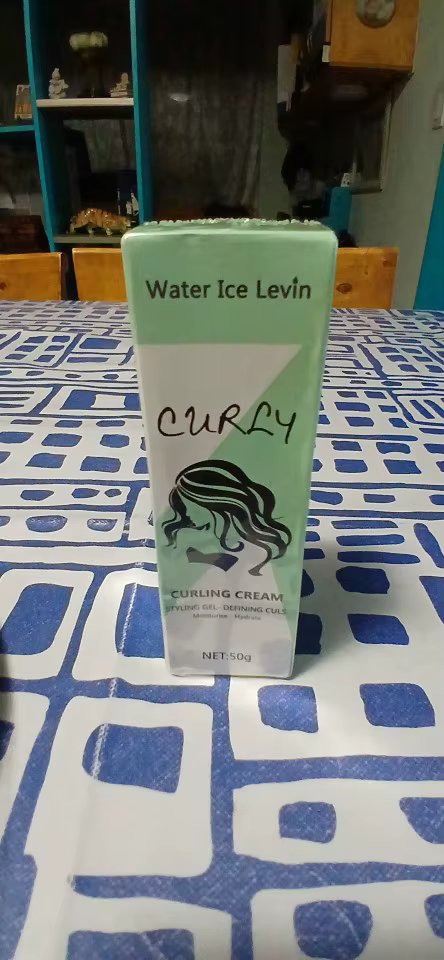 Water Ice Levin
CURLY
CURLING CREAM
STYLING GEL · DEFINING CULS
Moisturize · Hydrate
NET:50g